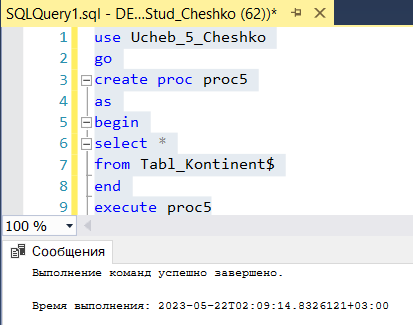 SQLQuery1.sql - DE...Stud_Cheshko (62))*
1 use Ucheb_5_Cheshko
2 go
3 create proc proc5
4 as
5 begin
6 select *
7 from Tabl_Kontinent$
8 end
9 execute proc5
100 %
Сообщения
Выполнение команд успешно завершено.
Время выполнения: 2023-05-22T02:09:14.8326121+03:00